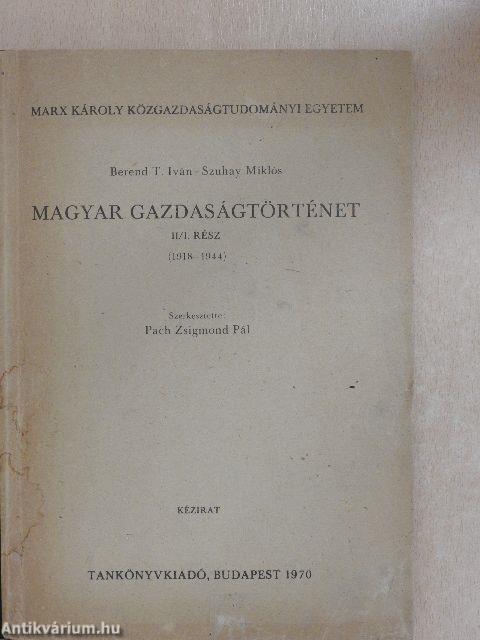 MARX KÁROLY KÖZGAZDASÁGTUDOMÁNYI EGYETEM
Berend T. Iván - Szuhay Miklós
MAGYAR GAZDASÁGTÖRTÉNET
II/1. RÉSZ
(1918-1944)
Szerkesztette:
Pach Zsigmond Pál
KÉZIRAT
TANKÖNYVKIADÓ, BUDAPEST 1970
Antikvárium.hu